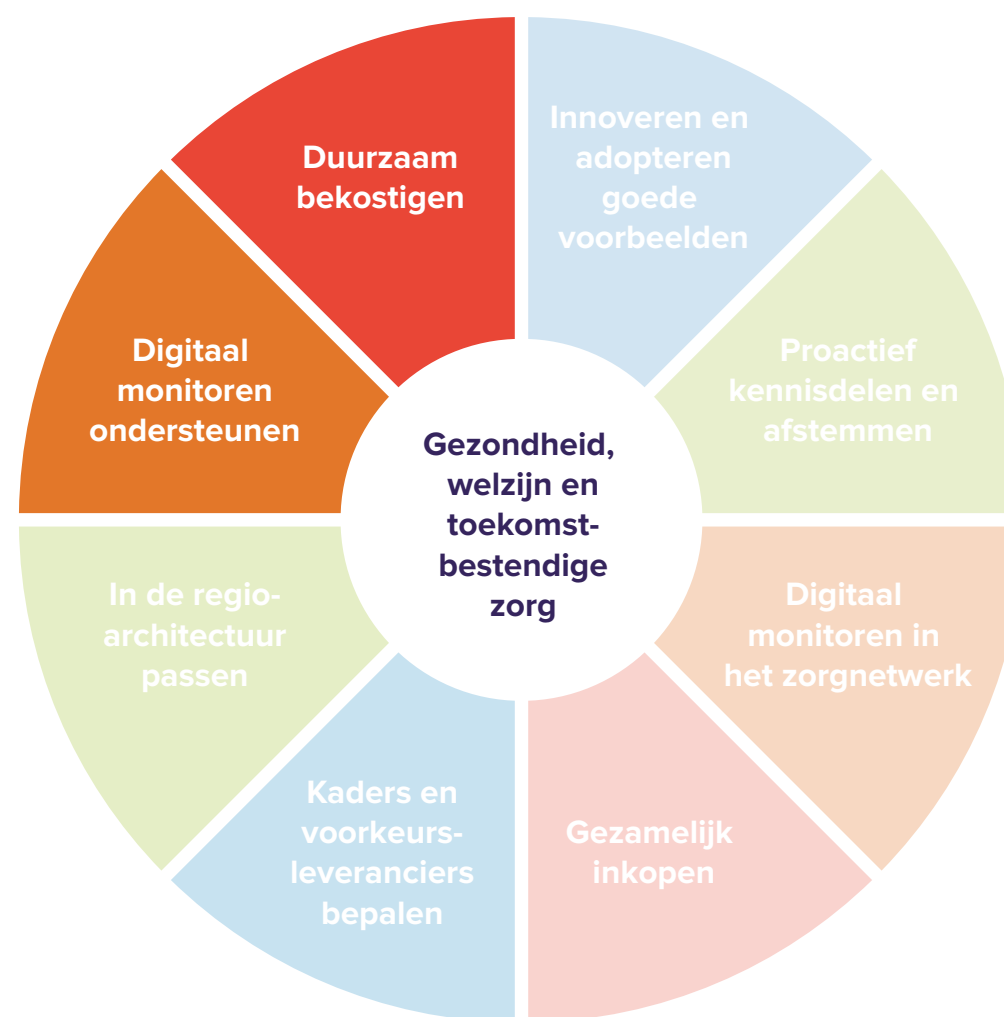 Duurzaam
bekostigen
Innoveren en
adopteren
goede
voorbeelden
Digitaal
monitoren
ondersteunen
Proactief
kennisdelen en
afstemmen
Gezondheid,
welzijn en
toekomst-
bestendige
zorg
In de regio-
architectuur
passen
Digitaal
monitoren in
het zorgnetwerk
Kaders en
voorkeurs-
leveranciers
bepalen
Gezamelijk
inkopen